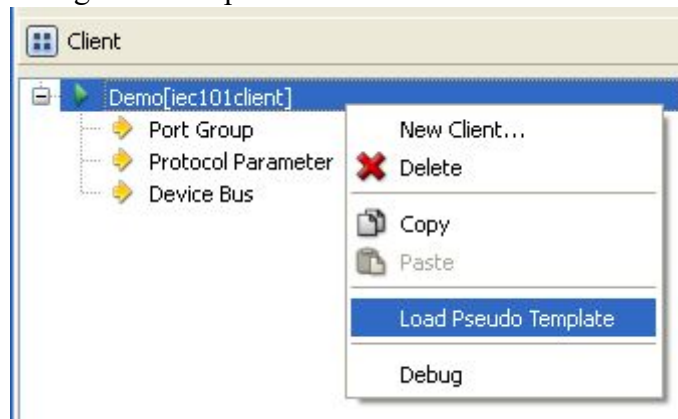 Client
Demo[iec101client]
Port Group
Protocol Parameter
Device Bus
New Client...
Delete
Copy
Paste
Load Pseudo Template
Debug